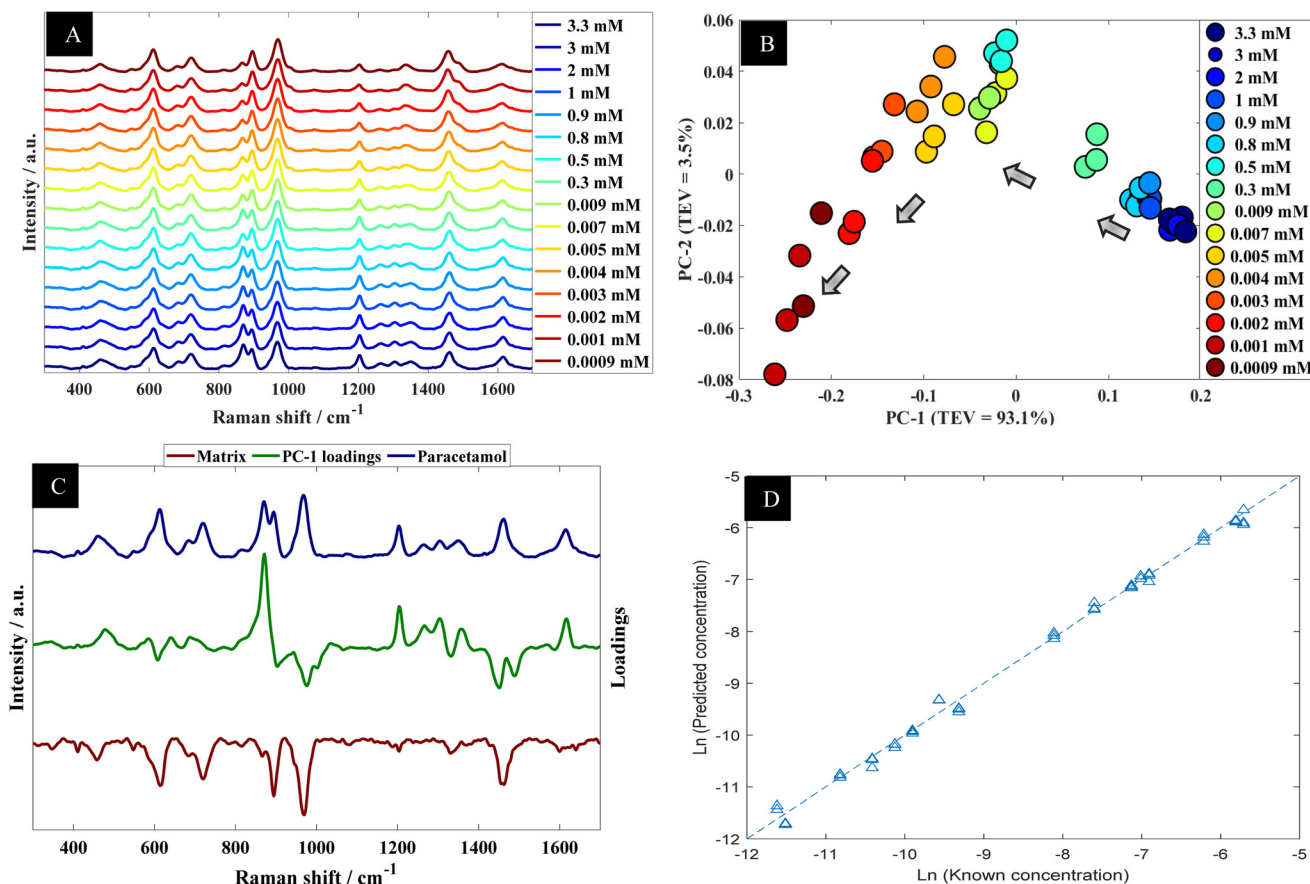 A
Intensity / a.u.
400 600 800 1000 1200 1400 1600
Raman shift / cm-1
3.3 mM
3 mM
2 mM
1 mM
0.9 mM
0.8 mM
0.5 mM
0.3 mM
0.009 mM
0.007 mM
0.005 mM
0.004 mM
0.003 mM
0.002 mM
0.001 mM
0.0009 mM
B
PC-2 (TEV = 3.5%)
0.06
0.04
0.02
0
-0.02
-0.04
-0.06
-0.08
-0.3 -0.2 -0.1 0 0.1 0.2
PC-1 (TEV = 93.1%)
3.3 mM
3 mM
2 mM
1 mM
0.9 mM
0.8 mM
0.5 mM
0.3 mM
0.009 mM
0.007 mM
0.005 mM
0.004 mM
0.003 mM
0.002 mM
0.001 mM
0.0009 mM
Matrix PC-1 loadings Paracetamol
C
Intensity / a.u.
Loadings
400 600 800 1000 1200 1400 1600
Raman shift / cm-1
D
Ln (Predicted concentration)
-5
-6
-7
-8
-9
-10
-11
-12
-12 -11 -10 -9 -8 -7 -6 -5
Ln (Known concentration)